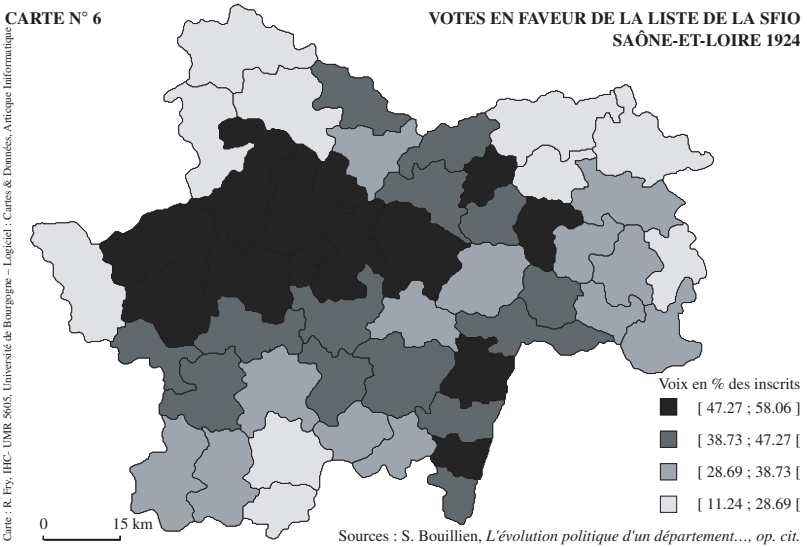 CARTE N° 6
VOTES EN FAVEUR DE LA LISTE DE LA SFIO
SAÔNE-ET-LOIRE 1924
Carte : R. Fry, IHC- UMR 5605, Université de Bourgogne – Logiciel : Cartes & Données, Articque Informatique
Voix en % des inscrits
[ 47.27 ; 58.06 ]
[ 38.73 ; 47.27 [
[ 28.69 ; 38.73 [
[ 11.24 ; 28.69 [
0 15 km
Sources : S. Bouillien, L'évolution politique d'un département..., op. cit.